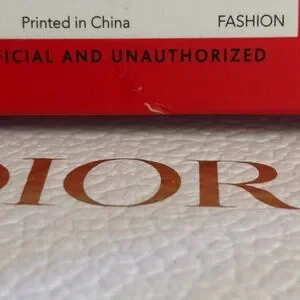 Printed in China FASHION
FICIAL AND UNAUTHORIZED
DIOR